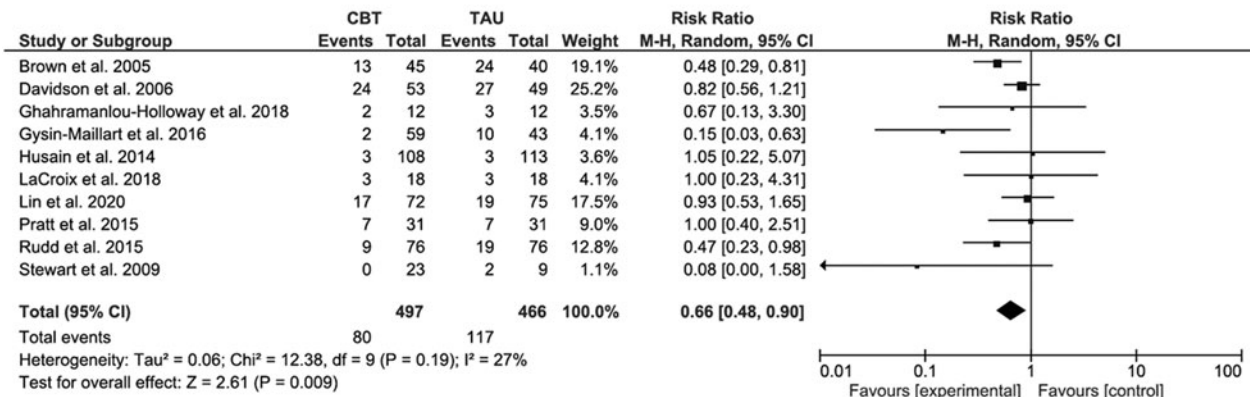 CBT TAU Risk Ratio Risk Ratio
Study or Subgroup Events Total Events Total Weight M-H, Random, 95% CI M-H, Random, 95% CI
Brown et al. 2005 13 45 24 40 19.1% 0.48 [0.29, 0.81]
Davidson et al. 2006 24 53 27 49 25.2% 0.82 [0.56, 1.21]
Ghahramanlou-Holloway et al. 2018 2 12 3 12 3.5% 0.67 [0.13, 3.30]
Gysin-Maillart et al. 2016 2 59 10 43 4.1% 0.15 [0.03, 0.63]
Husain et al. 2014 3 108 3 113 3.6% 1.05 [0.22, 5.07]
LaCroix et al. 2018 3 18 3 18 4.1% 1.00 [0.23, 4.31]
Lin et al. 2020 17 72 19 75 17.5% 0.93 [0.53, 1.65]
Pratt et al. 2015 7 31 7 31 9.0% 1.00 [0.40, 2.51]
Rudd et al. 2015 9 76 19 76 12.8% 0.47 [0.23, 0.98]
Stewart et al. 2009 0 23 2 9 1.1% 0.08 [0.00, 1.58]
Total (95% CI) 497 466 100.0% 0.66 [0.48, 0.90]
Total events 80 117
Heterogeneity: Tau² = 0.06; Chi² = 12.38, df = 9 (P = 0.19); I² = 27%
Test for overall effect: Z = 2.61 (P = 0.009)
0.01 0.1 1 10 100
Favours [experimental] Favours [control]